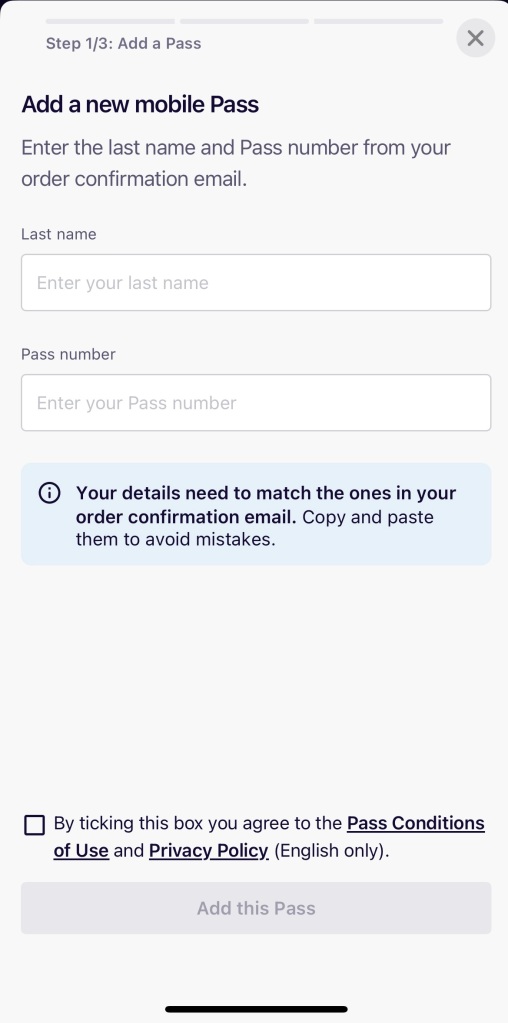 Step 1/3: Add a Pass
Add a new mobile Pass
Enter the last name and Pass number from your
order confirmation email.
Last name
Enter your last name
Pass number
Enter your Pass number
Your details need to match the ones in your
order confirmation email. Copy and paste
them to avoid mistakes.
By ticking this box you agree to the Pass Conditions
of Use and Privacy Policy (English only).
Add this Pass